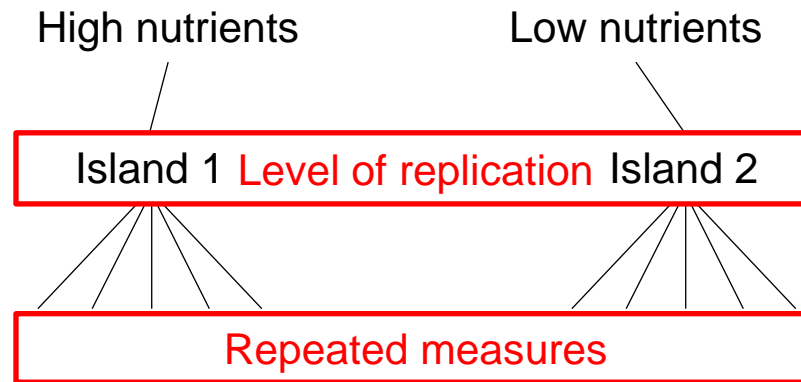 High nutrients Low nutrients
Island 1 Level of replication Island 2
Repeated measures